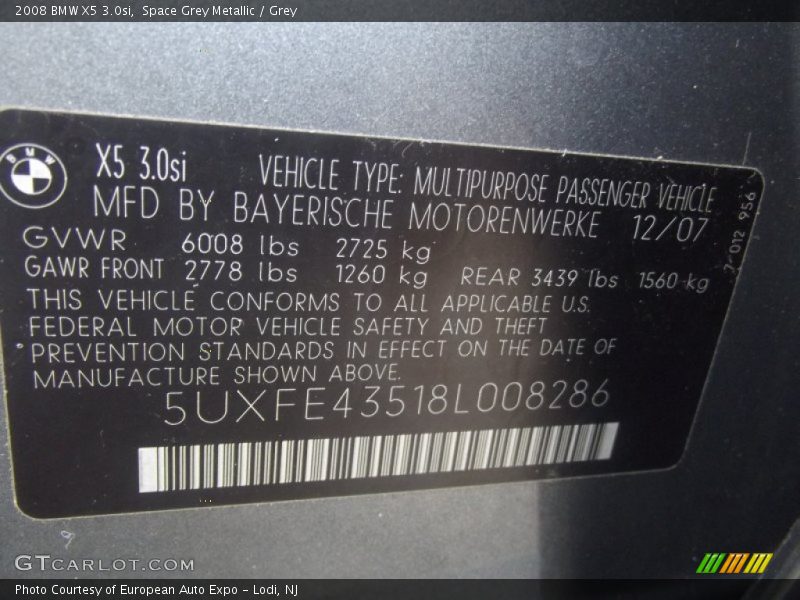 2008 BMW X5 3.0si, Space Grey Metallic / Grey
BMW
X5 3.0si
VEHICLE TYPE: MULTIPURPOSE PASSENGER VEHICLE
MFD BY BAYERISCHE MOTORENWERKE 12/07
GVWR 6008 lbs 2725 kg
GAWR FRONT 2778 lbs 1260 kg REAR 3439 lbs 1560 kg
THIS VEHICLE CONFORMS TO ALL APPLICABLE U.S.
FEDERAL MOTOR VEHICLE SAFETY AND THEFT
PREVENTION STANDARDS IN EFFECT ON THE DATE OF
MANUFACTURE SHOWN ABOVE.
5UXFE43518L008286
012 956
GTCARLOT.COM
Photo Courtesy of European Auto Expo - Lodi, NJ